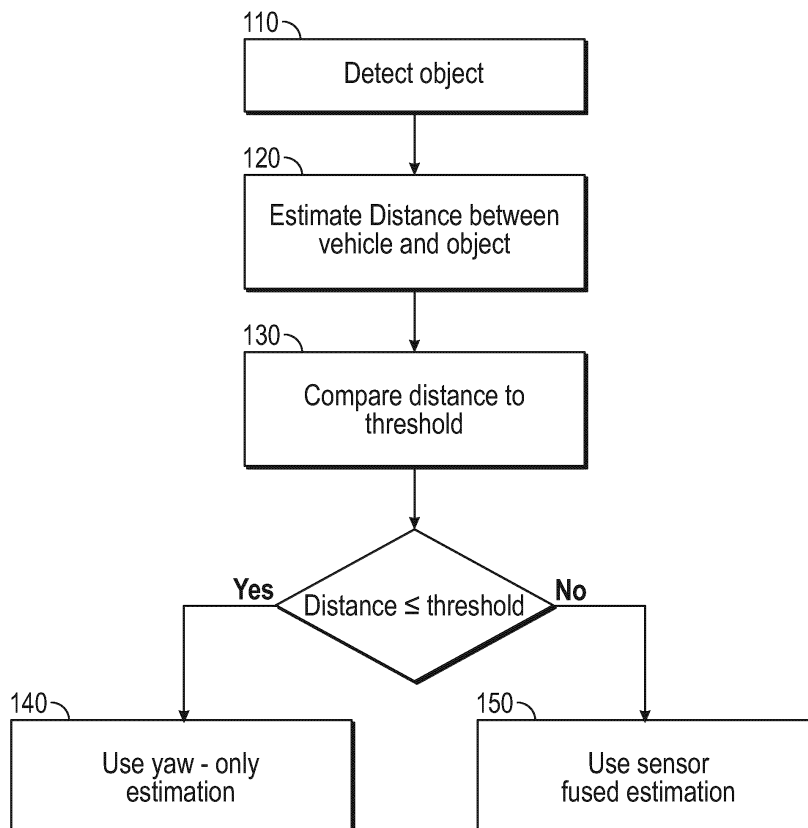 110
Detect object
120
Estimate Distance between
vehicle and object
130
Compare distance to
threshold
Yes
Distance ≤ threshold
No
140
Use yaw - only
estimation
150
Use sensor
fused estimation